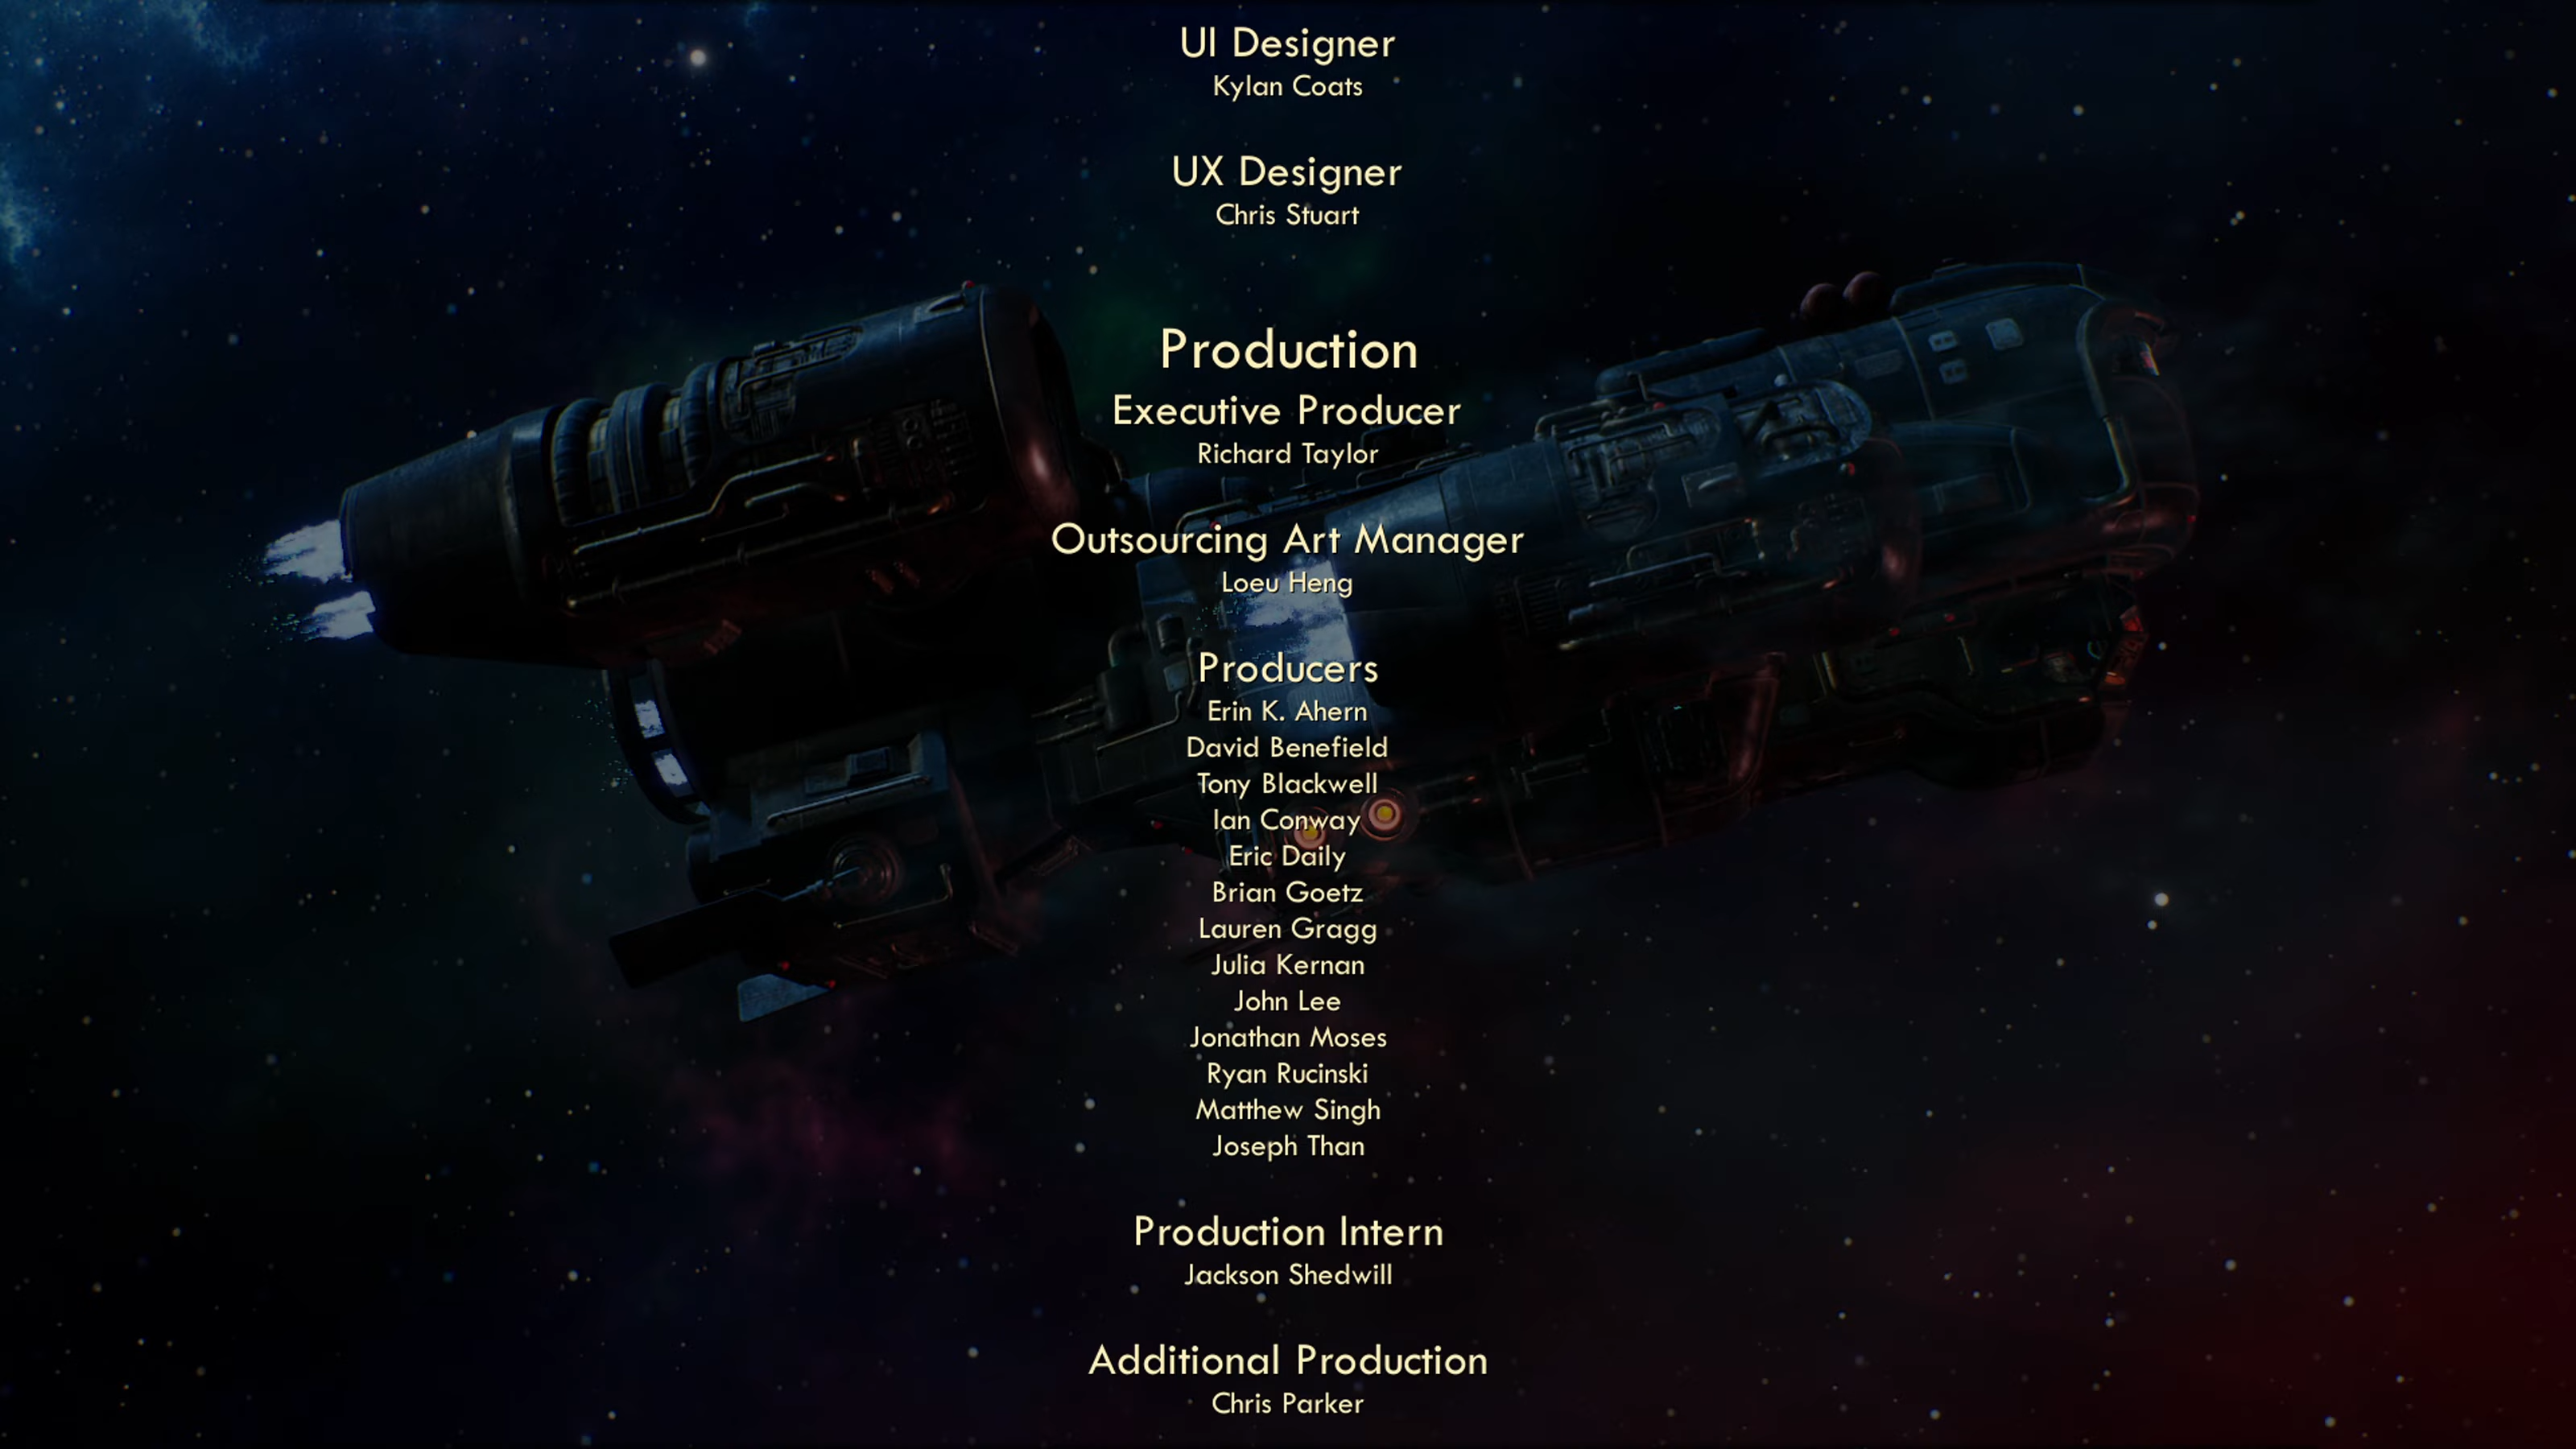 UI Designer
Kylan Coats
UX Designer
Chris Stuart
Production
Executive Producer
Richard Taylor
Outsourcing Art Manager
Loeu Heng
Producers
Erin K. Ahern
David Benefield
Tony Blackwell
Ian Conway
Eric Daily
Brian Goetz
Lauren Gragg
Julia Kernan
John Lee
Jonathan Moses
Ryan Rucinski
Matthew Singh
Joseph Than
Production Intern
Jackson Shedwill
Additional Production
Chris Parker